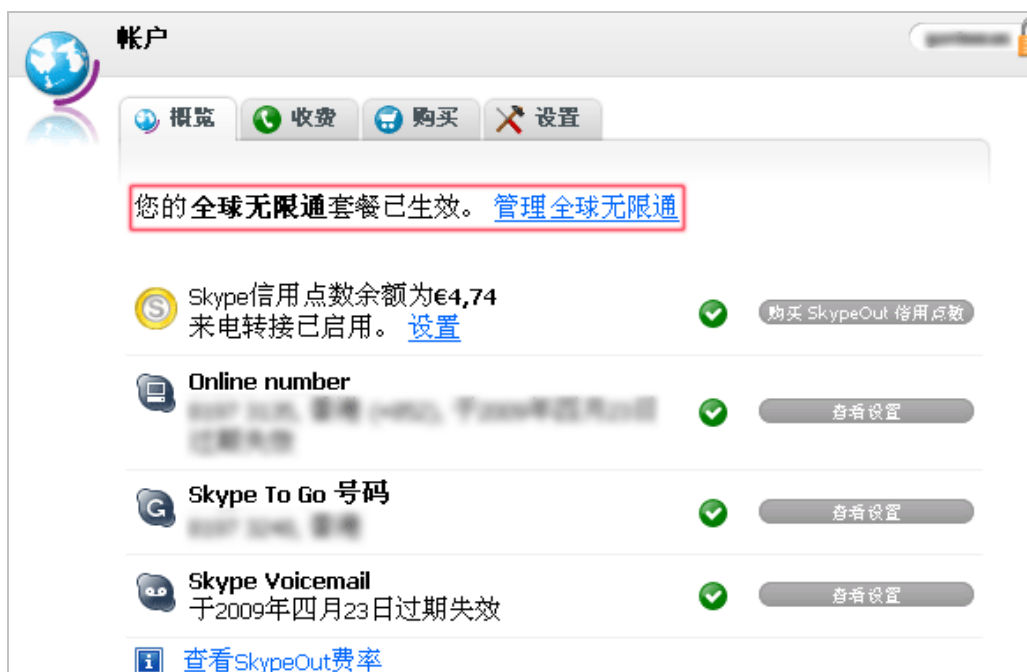 帐户
概览 收费 购买 设置
您的全球无限通套餐已生效。 管理全球无限通
Skype信用点数余额为€4,74
来电转接已启用。 设置
购买 SkypeOut 信用点数
Online number
查看设置
Skype To Go 号码
查看设置
Skype Voicemail
于2009年四月23日过期失效
查看设置
查看SkypeOut费率